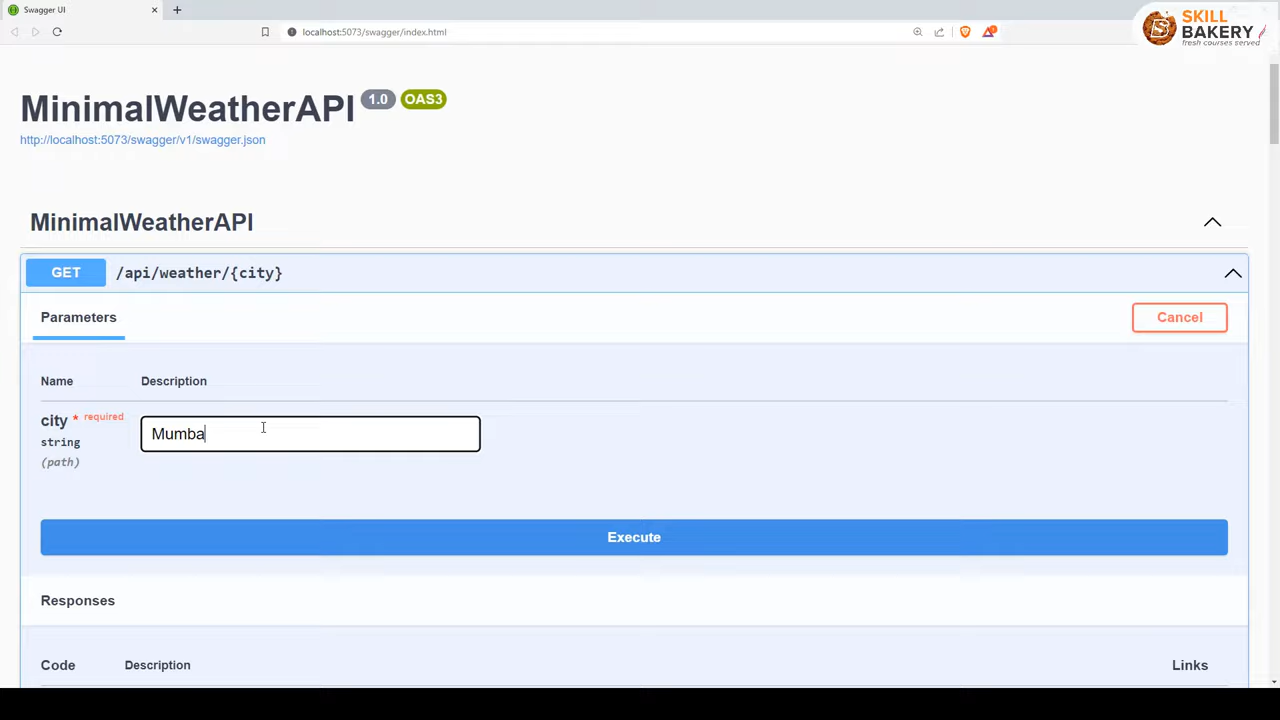 Swagger UI
localhost:5073/swagger/index.html
SKILL
BAKERY
fresh courses served
MinimalWeatherAPI 1.0 OAS3
http://localhost:5073/swagger/v1/swagger.json
MinimalWeatherAPI
GET /api/weather/{city}
Parameters
Cancel
Name Description
city * required
string
(path)
Mumba
Execute
Responses
Code Description Links